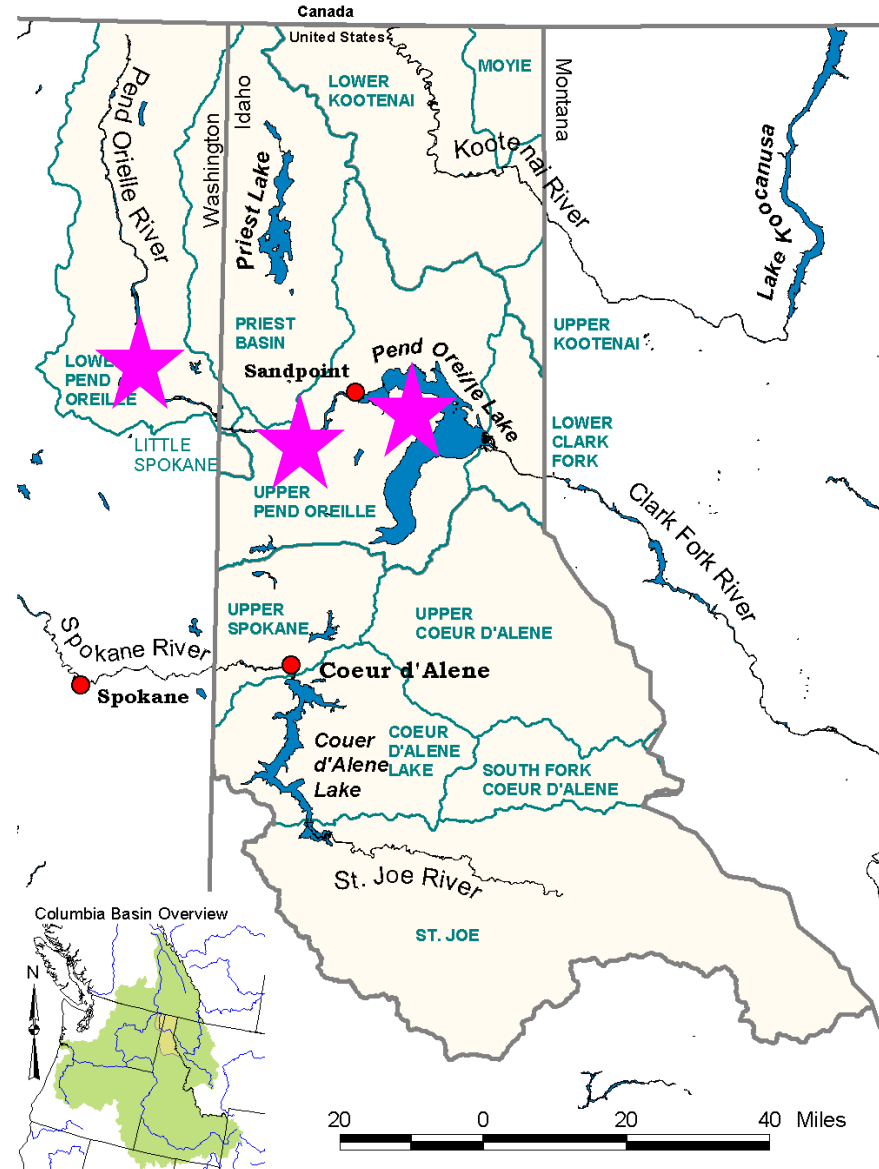 Canada
United States
Pend Orielle River
Washington
Idaho
LOWER
KOOTENAI
MOYIE
Montana
Kootenai River
Lake Koocanusa
Priest Lake
PRIEST
BASIN
UPPER
KOOTENAI
Pend Oreille Lake
Sandpoint
LOWER
PEND
OREILLE
LITTLE
SPOKANE
LOWER
CLARK
FORK
UPPER
PEND OREILLE
Clark Fork River
UPPER
SPOKANE
UPPER
COEUR D'ALENE
Spokane River
Coeur d'Alene
Spokane
Couer
d'Alene
Lake
COEUR
D'ALENE
LAKE
SOUTH FORK
COEUR D'ALENE
St. Joe River
ST. JOE
Columbia Basin Overview
N
20 0 20 40 Miles